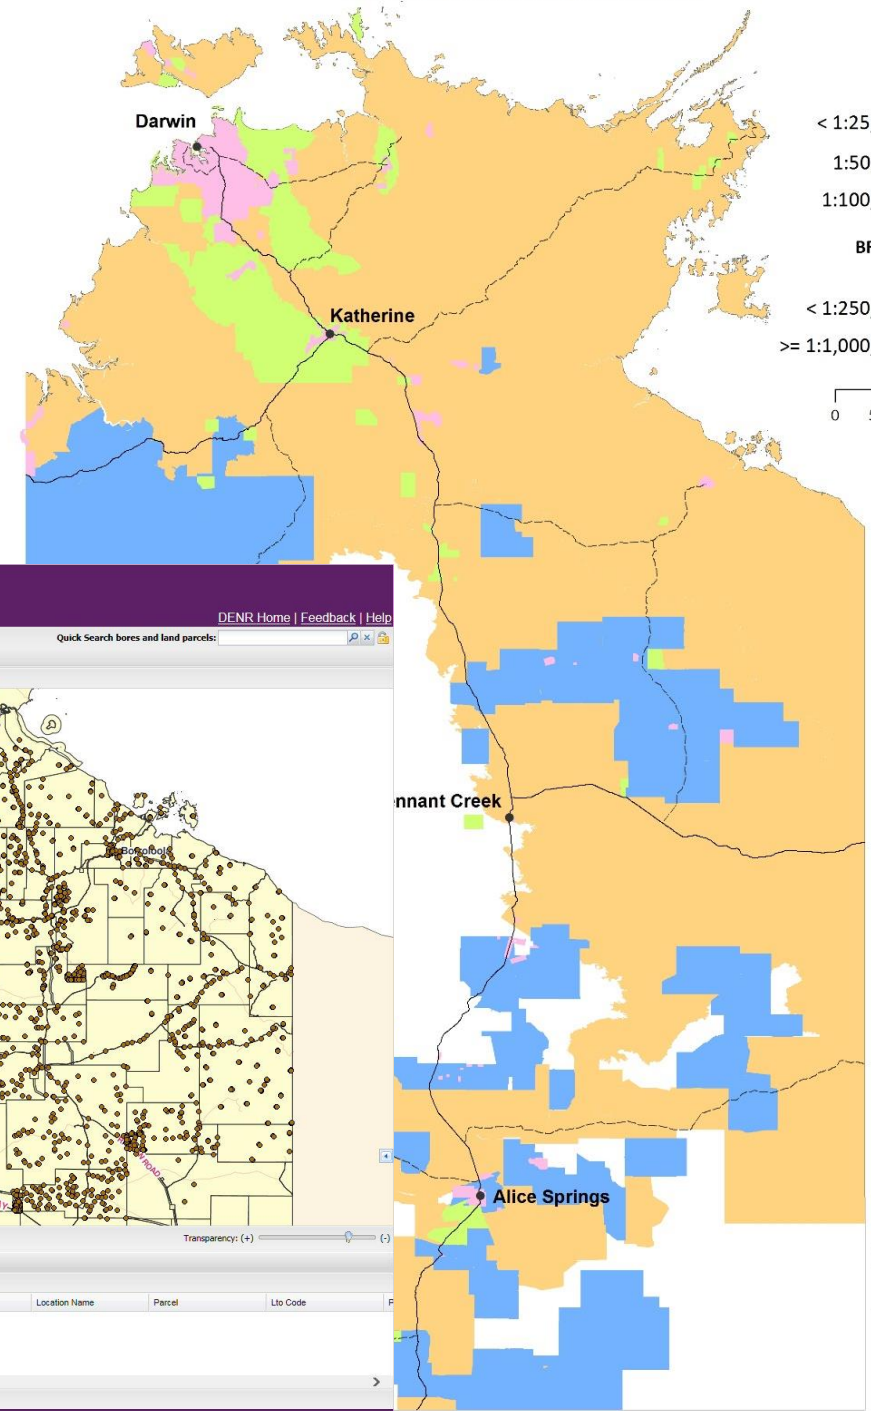 Darwin
< 1:25,
1:50
1:100,
Katherine
< 1:250,
>= 1:1,000,
0
DENR Home | Feedback | Help
Quick Search bores and land parcels:
ennant Creek
Borroloola
ROAD
Alice Springs
Transparency: (+) (-)
Location Name Parcel Lto Code